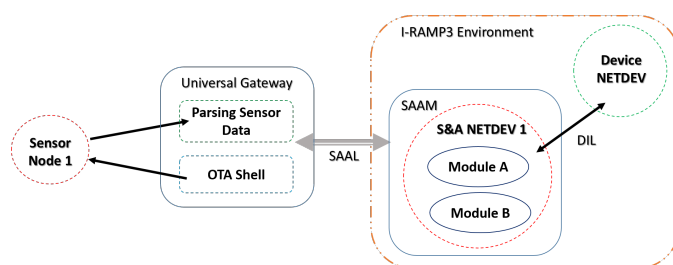 I-RAMP3 Environment
Device
NETDEV
Universal Gateway
Parsing Sensor
Data
SAAM
S&A NETDEV 1
Sensor
Node 1
SAAL
DIL
OTA Shell
Module A
Module B